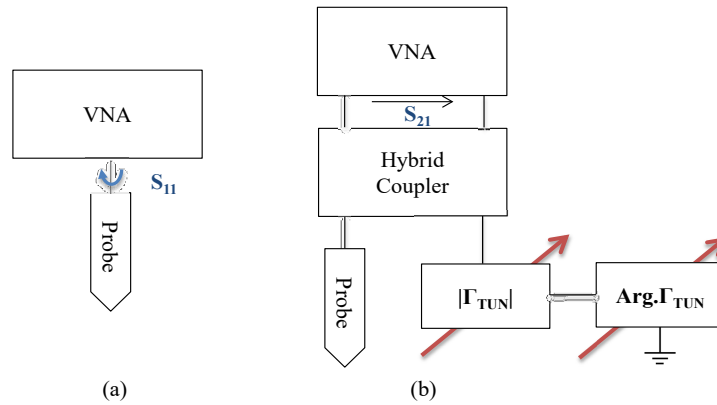 VNA
S11
Probe
(a)
VNA
S21
Hybrid
Coupler
Probe
|ΓTUN|
Arg.ΓTUN
(b)